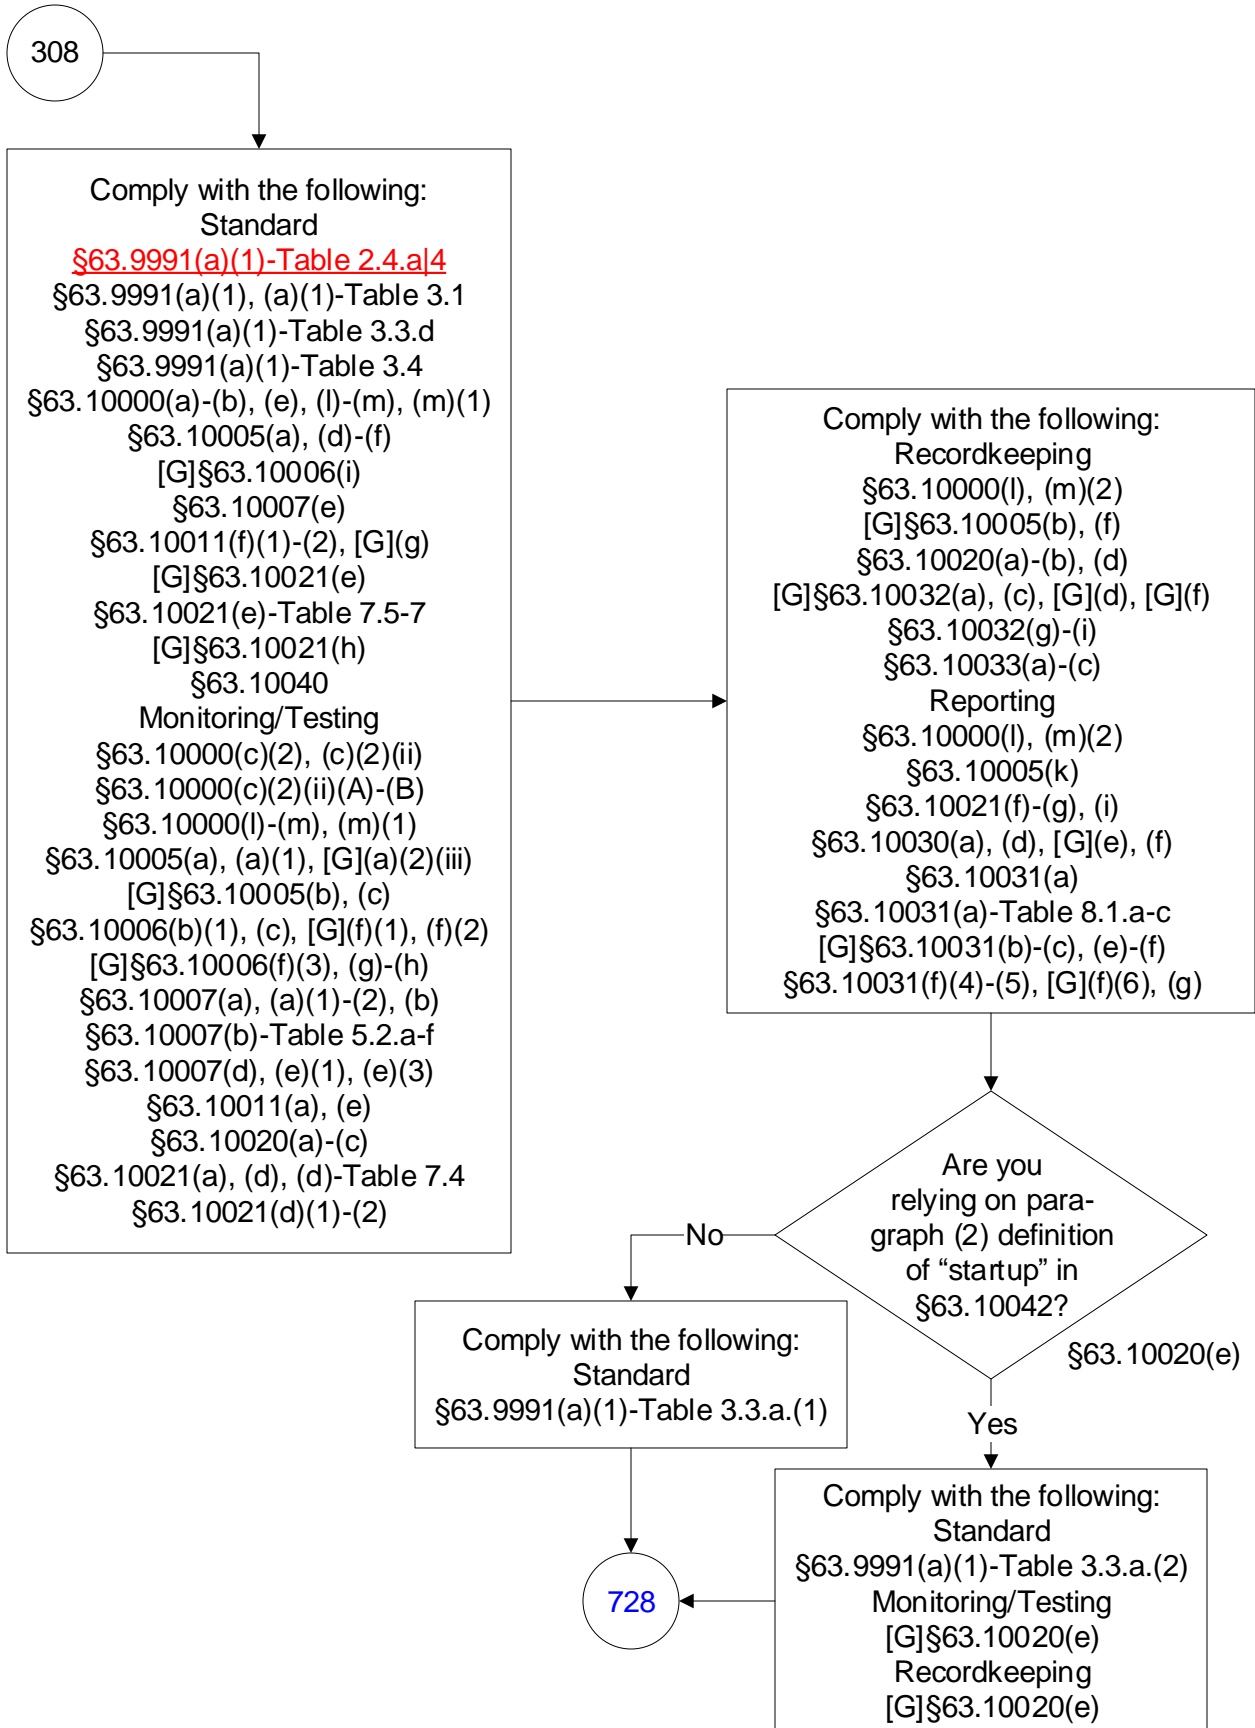 308
Comply with the following:
Standard
§63.9991(a)(1)-Table 2.4.a|4
§63.9991(a)(1), (a)(1)-Table 3.1
§63.9991(a)(1)-Table 3.3.d
§63.9991(a)(1)-Table 3.4
§63.10000(a)-(b), (e), (l)-(m), (m)(1)
§63.10005(a), (d)-(f)
[G]§63.10006(i)
§63.10007(e)
§63.10011(f)(1)-(2), [G](g)
[G]§63.10021(e)
§63.10021(e)-Table 7.5-7
[G]§63.10021(h)
§63.10040
Monitoring/Testing
§63.10000(c)(2), (c)(2)(ii)
§63.10000(c)(2)(ii)(A)-(B)
§63.10000(l)-(m), (m)(1)
§63.10005(a), (a)(1), [G](a)(2)(iii)
[G]§63.10005(b), (c)
§63.10006(b)(1), (c), [G](f)(1), (f)(2)
[G]§63.10006(f)(3), (g)-(h)
§63.10007(a), (a)(1)-(2), (b)
§63.10007(b)-Table 5.2.a-f
§63.10007(d), (e)(1), (e)(3)
§63.10011(a), (e)
§63.10020(a)-(c)
§63.10021(a), (d), (d)-Table 7.4
§63.10021(d)(1)-(2)
Comply with the following:
Recordkeeping
§63.10000(l), (m)(2)
[G]§63.10005(b), (f)
§63.10020(a)-(b), (d)
[G]§63.10032(a), (c), [G](d), [G](f)
§63.10032(g)-(i)
§63.10033(a)-(c)
Reporting
§63.10000(l), (m)(2)
§63.10005(k)
§63.10021(f)-(g), (i)
§63.10030(a), (d), [G](e), (f)
§63.10031(a)
§63.10031(a)-Table 8.1.a-c
[G]§63.10031(b)-(c), (e)-(f)
§63.10031(f)(4)-(5), [G](f)(6), (g)
Are you
relying on para-
graph (2) definition
of “startup” in
§63.10042?
§63.10020(e)
No
Comply with the following:
Standard
§63.9991(a)(1)-Table 3.3.a.(1)
Yes
Comply with the following:
Standard
§63.9991(a)(1)-Table 3.3.a.(2)
Monitoring/Testing
[G]§63.10020(e)
Recordkeeping
[G]§63.10020(e)
728